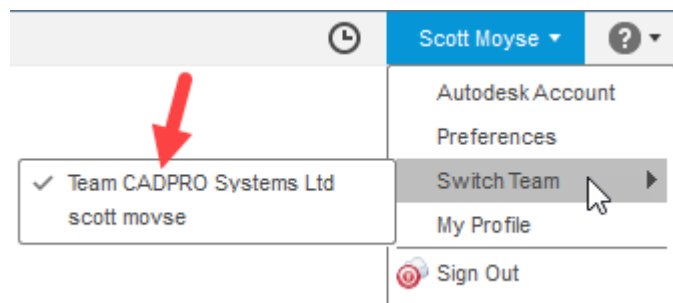 Scott Moyse
Autodesk Account
Preferences
Switch Team
Team CADPRO Systems Ltd
scott moyse
My Profile
Sign Out